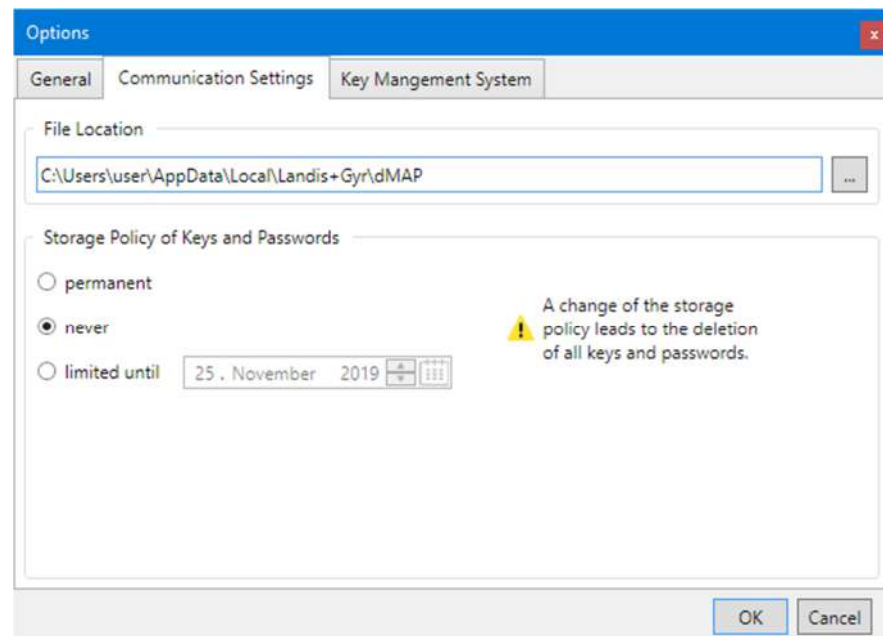 Options
x
General
Communication Settings
Key Mangement System
File Location
C:\Users\user\AppData\Local\Landis+Gyr\dMAP
...
Storage Policy of Keys and Passwords
permanent
never
limited until
25. November 2019
A change of the storage
policy leads to the deletion
of all keys and passwords.
OK
Cancel